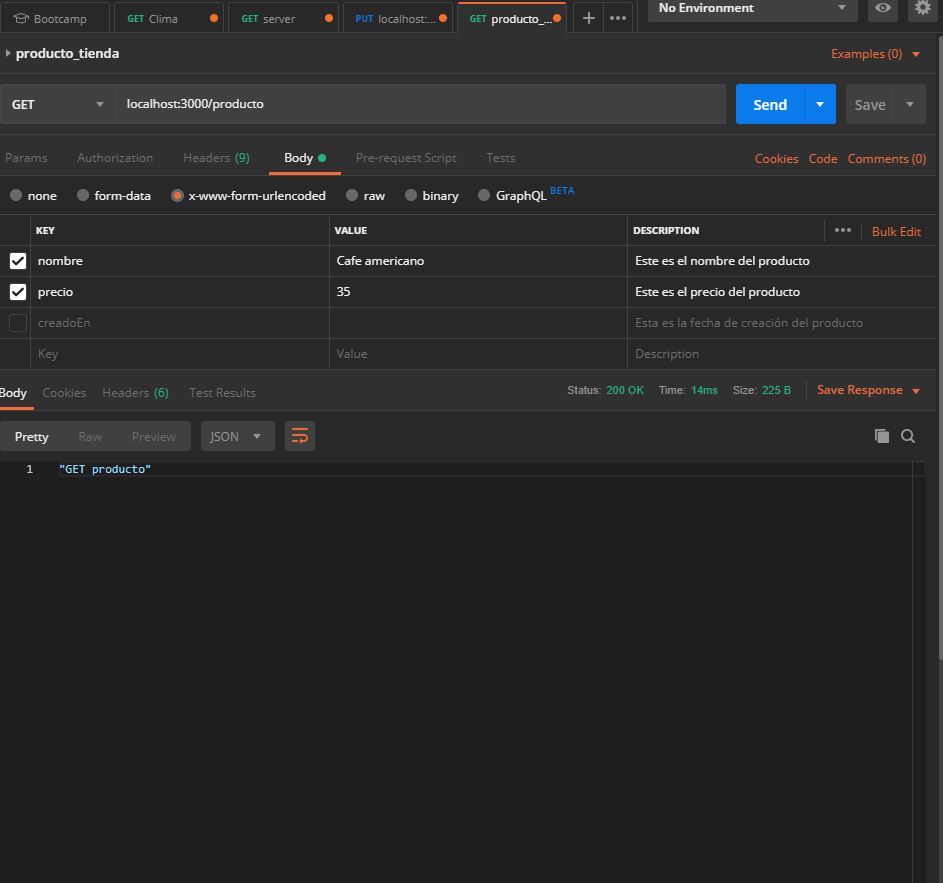 Bootcamp GET Clima GET server PUT localhost:... GET producto_... + ••• No Environment
producto_tienda Examples (0)
GET localhost:3000/producto Send Save
Params Authorization Headers (9) Body Pre-request Script Tests Cookies Code Comments (0)
none form-data x-www-form-urlencoded raw binary GraphQL BETA
KEY VALUE DESCRIPTION ••• Bulk Edit
nombre Cafe americano Este es el nombre del producto
precio 35 Este es el precio del producto
creadoEn Esta es la fecha de creación del producto
Key Value Description
Body Cookies Headers (6) Test Results Status: 200 OK Time: 14ms Size: 225 B Save Response
Pretty Raw Preview JSON
1 "GET producto"